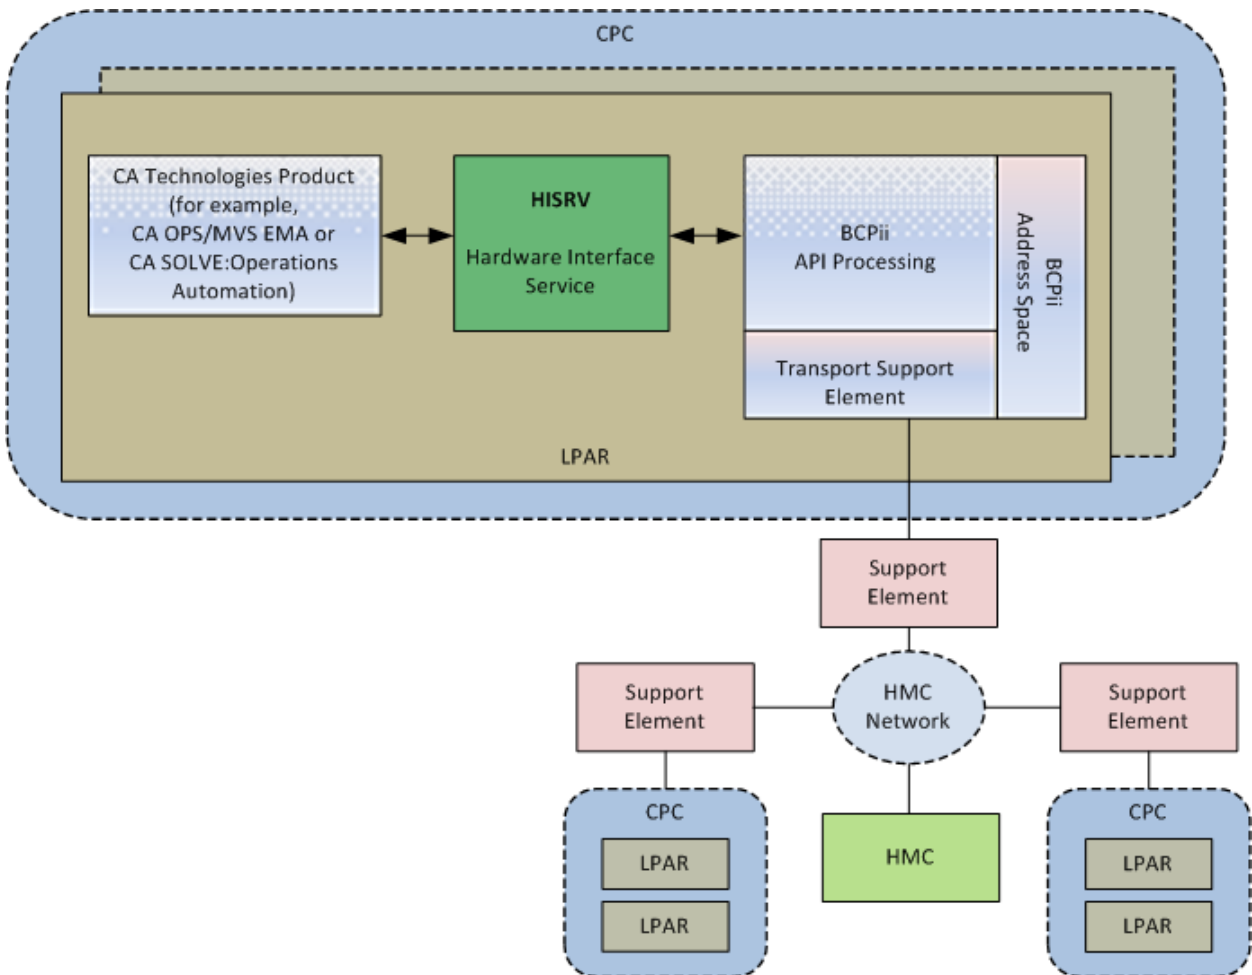 CPC
CA Technologies Product
(for example,
CA OPS/MVS EMA or
CA SOLVE:Operations
Automation)
HISRV
Hardware Interface
Service
BCPii
API Processing
BCPii
Address Space
Transport Support
Element
LPAR
Support
Element
Support
Element
HMC
Network
Support
Element
CPC
LPAR
LPAR
HMC
CPC
LPAR
LPAR